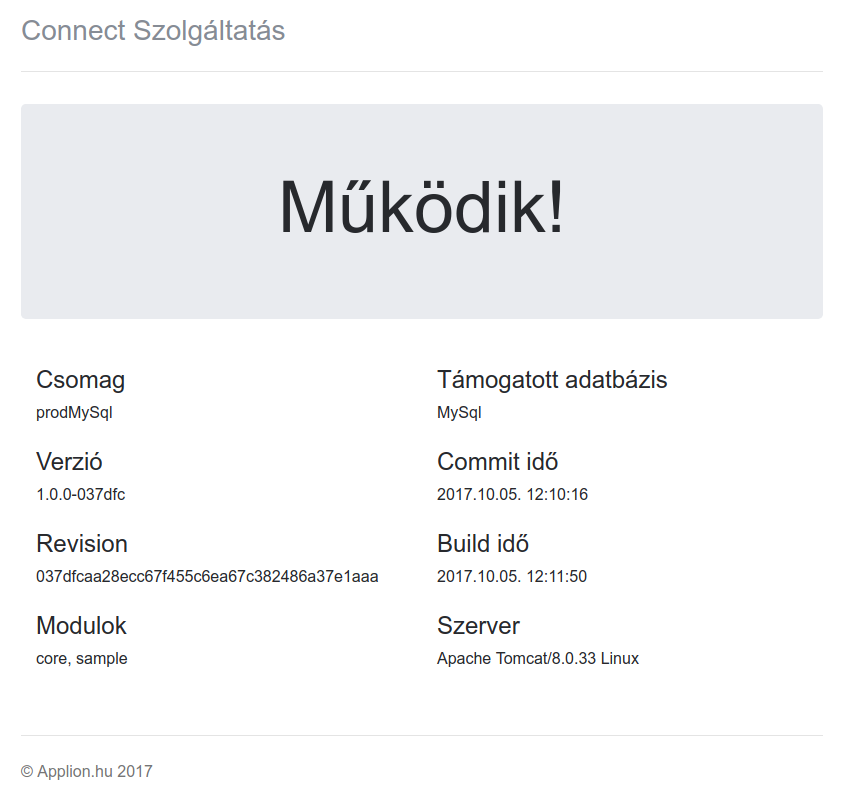 Connect Szolgáltatás
Működik!
Csomag
prodMySql
Támogatott adatbázis
MySql
Verzió
1.0.0-037dfc
Commit idő
2017.10.05. 12:10:16
Revision
037dfcaa28ecc67f455c6ea67c382486a37e1aaa
Build idő
2017.10.05. 12:11:50
Modulok
core, sample
Szerver
Apache Tomcat/8.0.33 Linux
© Applion.hu 2017